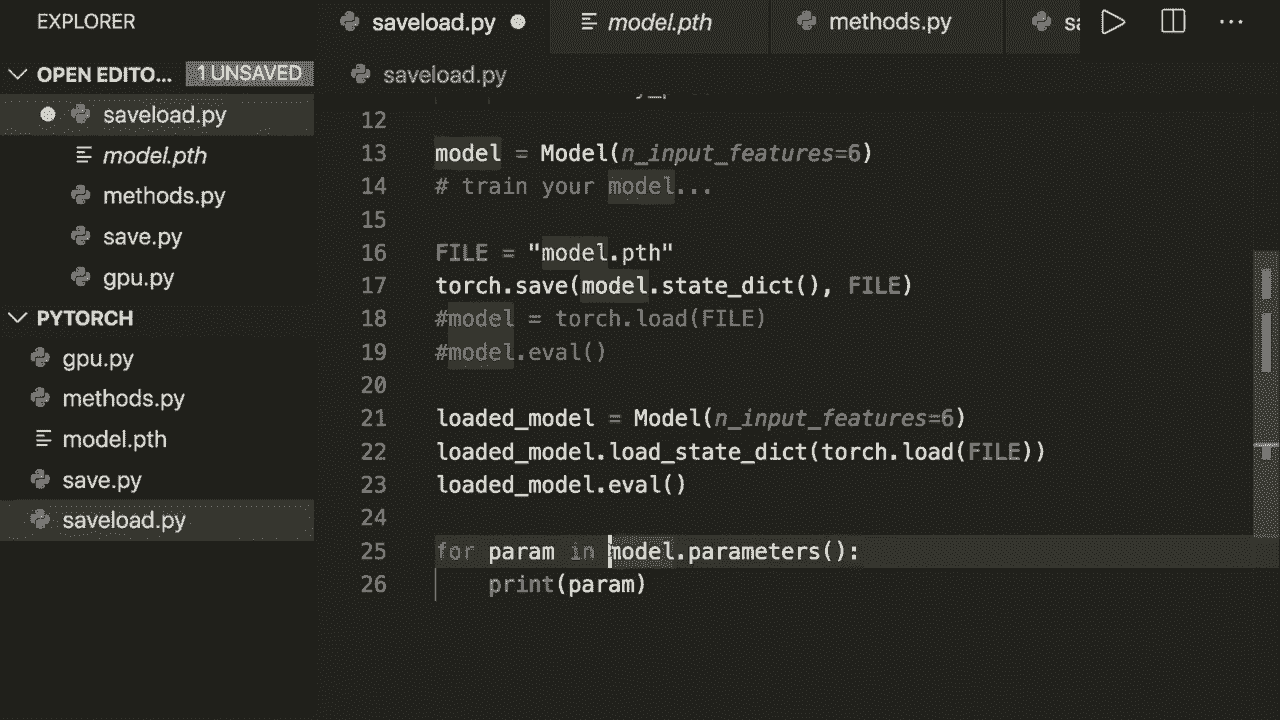 EXPLORER
OPEN EDITO... 1 UNSAVED
saveload.py
model.pth
methods.py
save.py
gpu.py
PYTORCH
gpu.py
methods.py
model.pth
save.py
saveload.py
saveload.py model.pth methods.py
saveload.py
12
13 model = Model(n_input_features=6)
14 # train your model...
15
16 FILE = "model.pth"
17 torch.save(model.state_dict(), FILE)
18 #model = torch.load(FILE)
19 #model.eval()
20
21 loaded_model = Model(n_input_features=6)
22 loaded_model.load_state_dict(torch.load(FILE))
23 loaded_model.eval()
24
25 for param in model.parameters():
26 print(param)